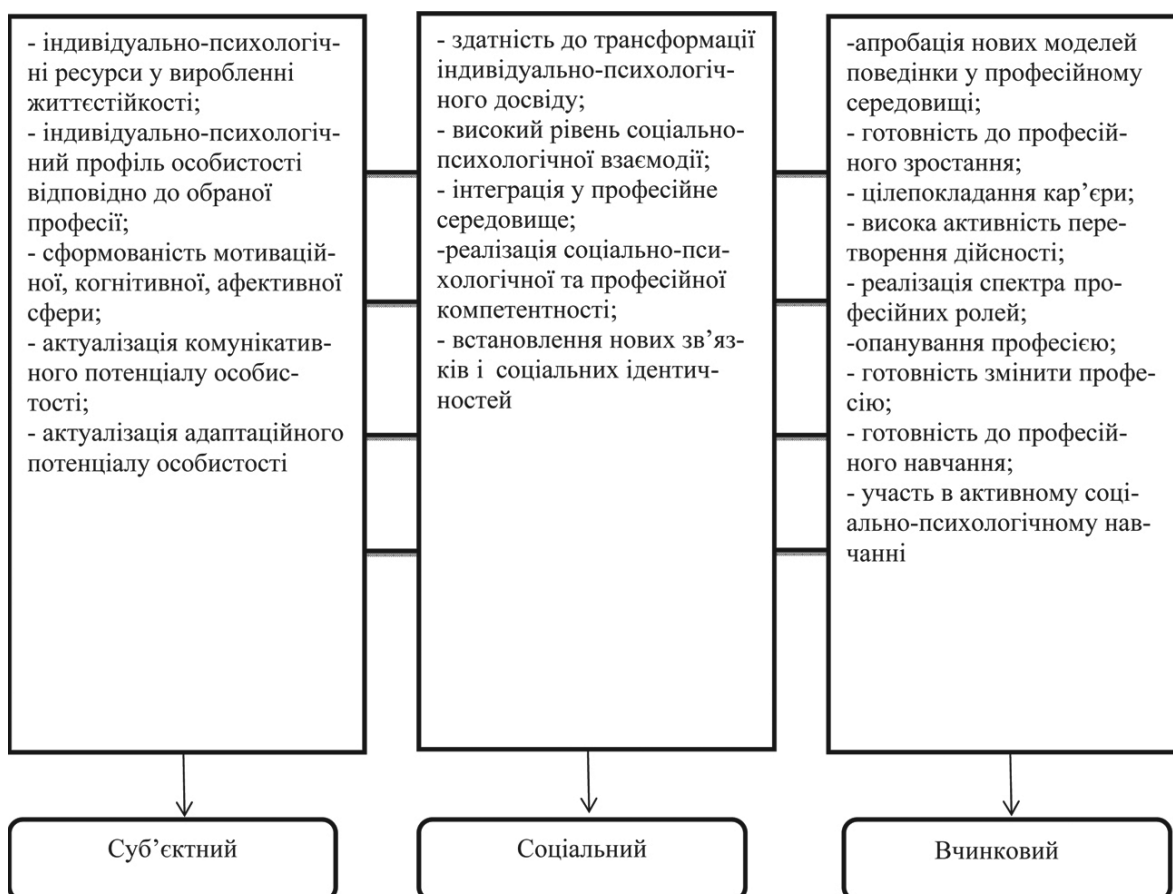 - індивідуально-психологіч-
ні ресурси у виробленні
життєстійкості;
- індивідуально-психологіч-
ний профіль особистості
відповідно до обраної
професії;
- сформованість мотивацій-
ної, когнітивної, афективної
сфери;
- актуалізація комунікатив-
ного потенціалу особис-
тості;
- актуалізація адаптаційного
потенціалу особистості
- здатність до трансформації
індивідуально-психологіч-
ного досвіду;
- високий рівень соціально-
психологічної взаємодії;
- інтеграція у професійне
середовище;
-реалізація соціально-пси-
хологічної та професійної
компетентності;
- встановлення нових зв’яз-
ків і соціальних ідентич-
ностей
-апробація нових моделей
поведінки у професійному
середовищі;
- готовність до професій-
ного зростання;
- цілепокладання кар’єри;
- висока активність пере-
творення дійсності;
- реалізація спектра про-
фесійних ролей;
-опанування професією;
- готовність змінити профе-
сію;
- готовність до професій-
ного навчання;
- участь в активному соці-
ально-психологічному нав-
чанні
Суб’єктний
Соціальний
Вчинковий